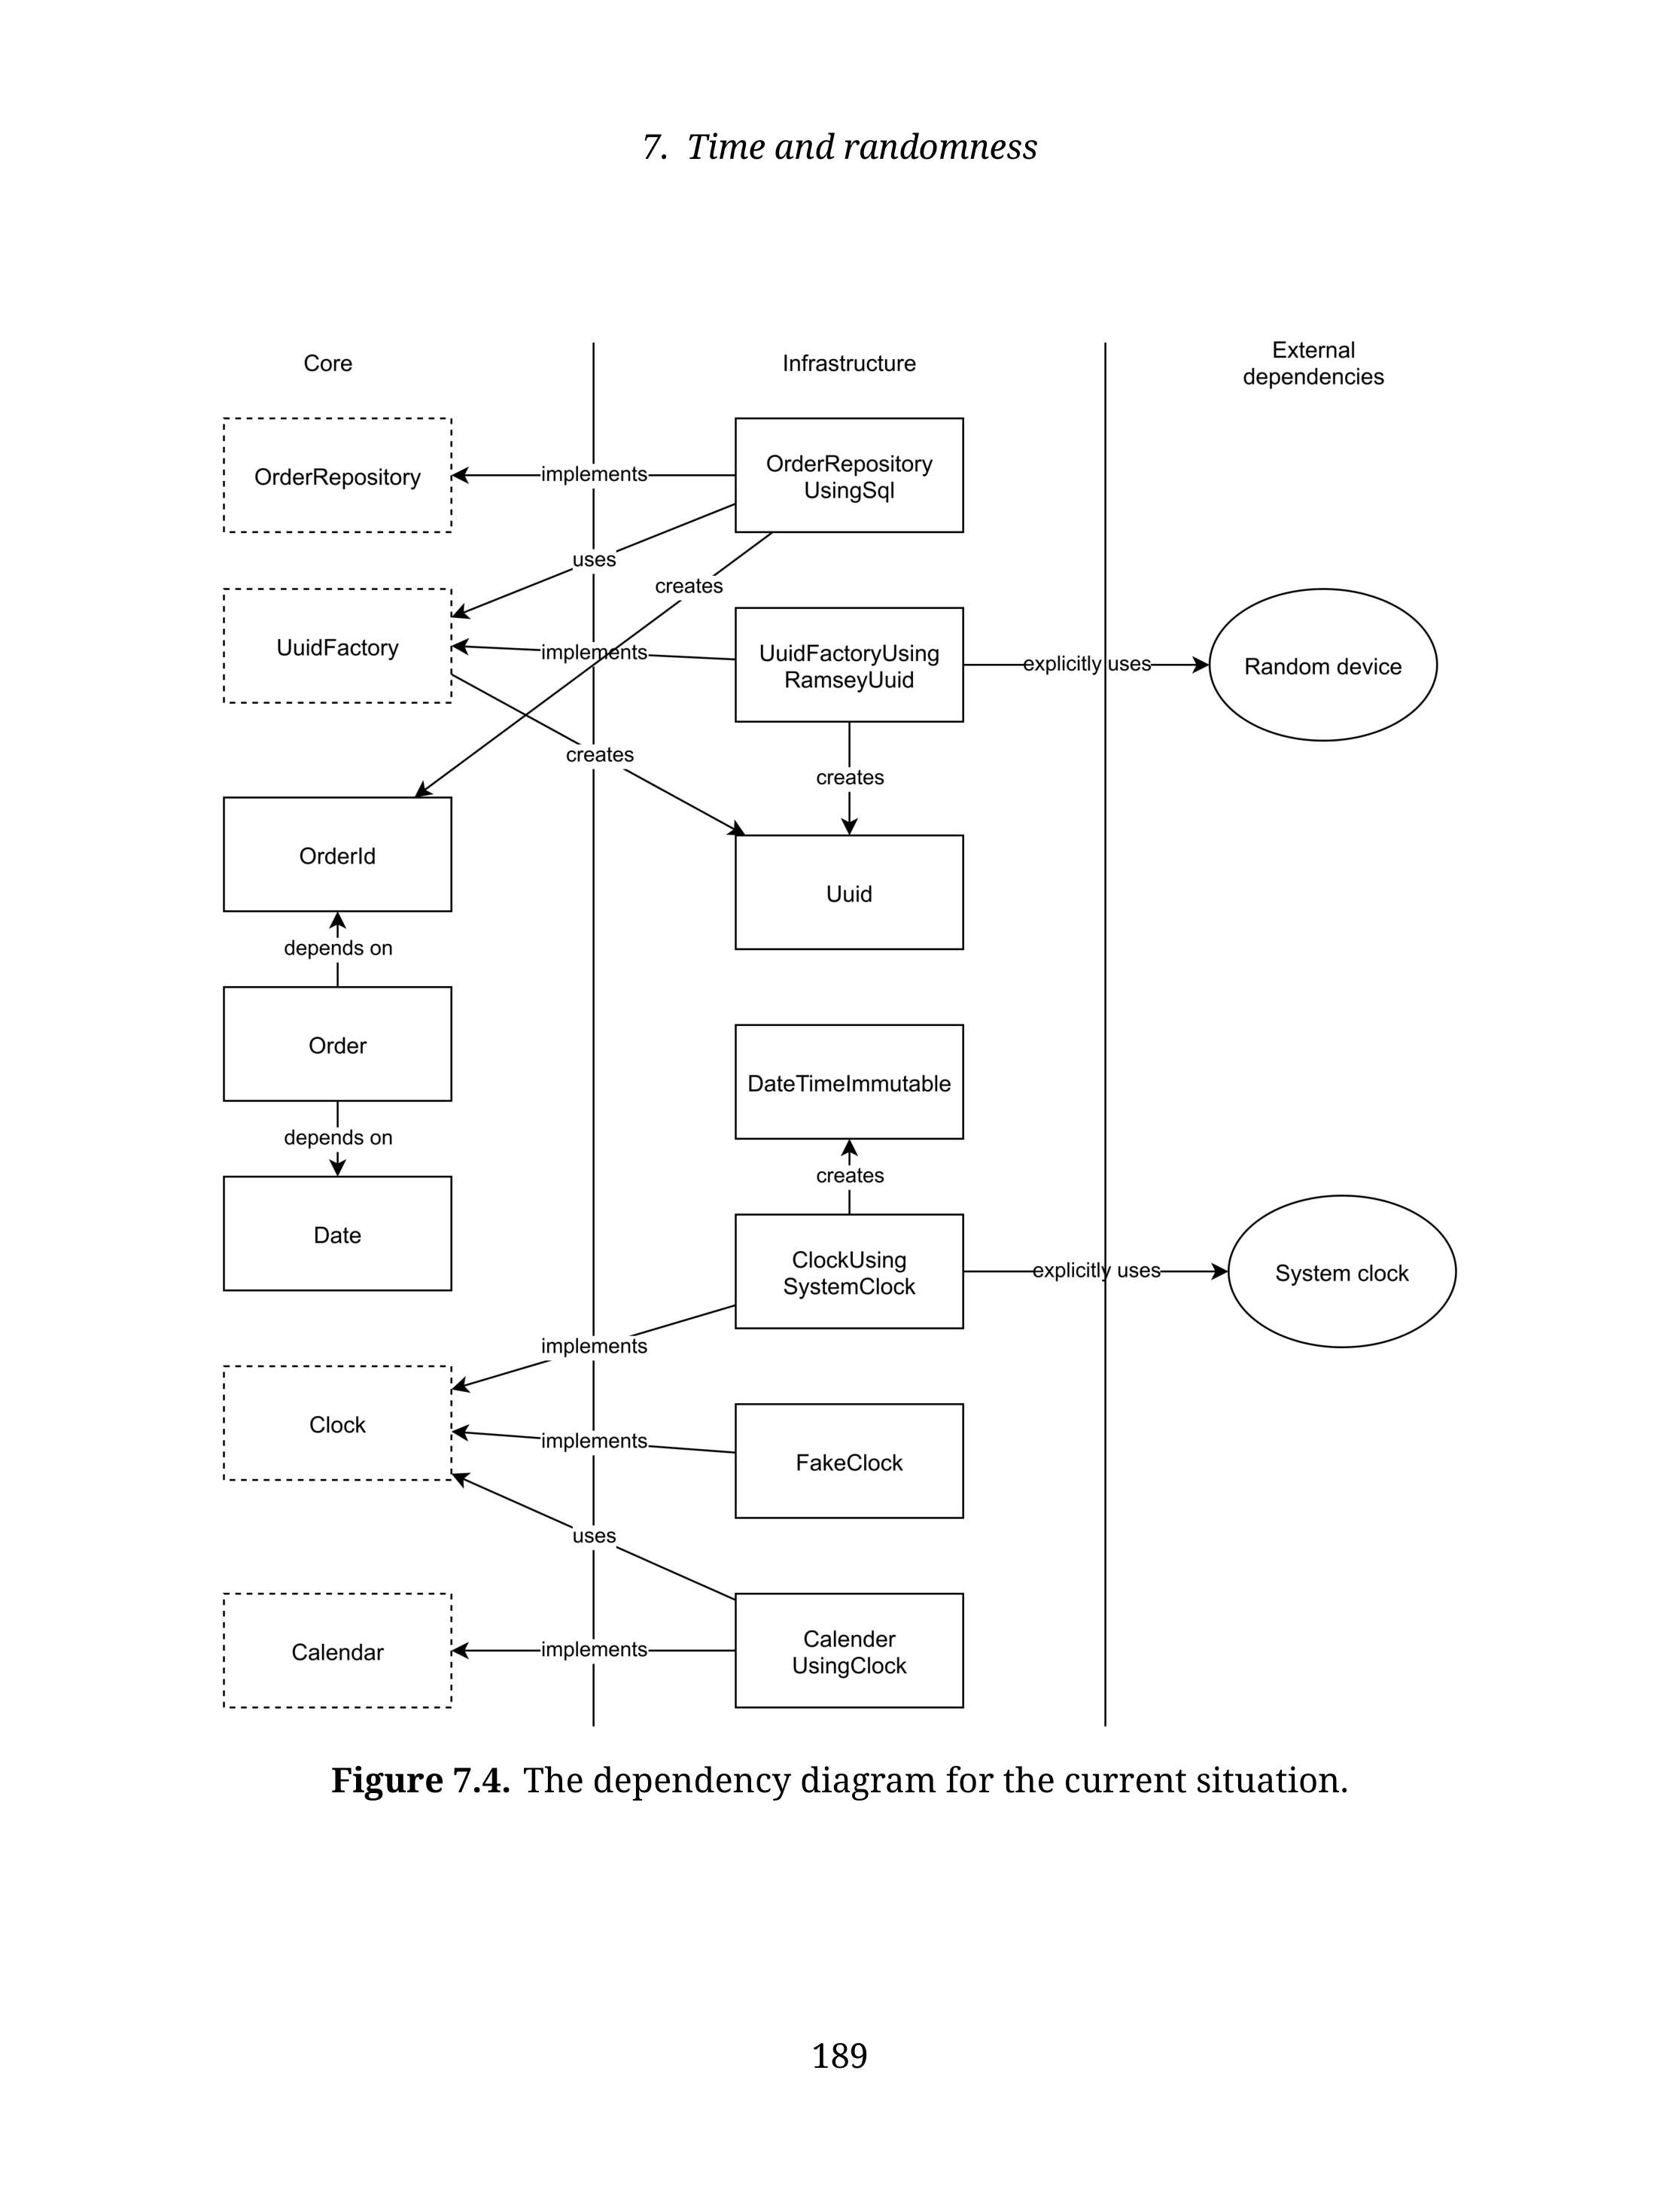 7. Time and randomness
Core
Infrastructure
External
dependencies
OrderRepository
implements
OrderRepository
UsingSql
uses
creates
UuidFactory
implements
UuidFactoryUsing
RamseyUuid
explicitly uses
Random device
creates
creates
OrderId
Uuid
depends on
Order
DateTimeImmutable
depends on
creates
Date
ClockUsing
SystemClock
explicitly uses
System clock
implements
Clock
implements
FakeClock
uses
Calendar
implements
Calender
UsingClock
Figure 7.4. The dependency diagram for the current situation.
189